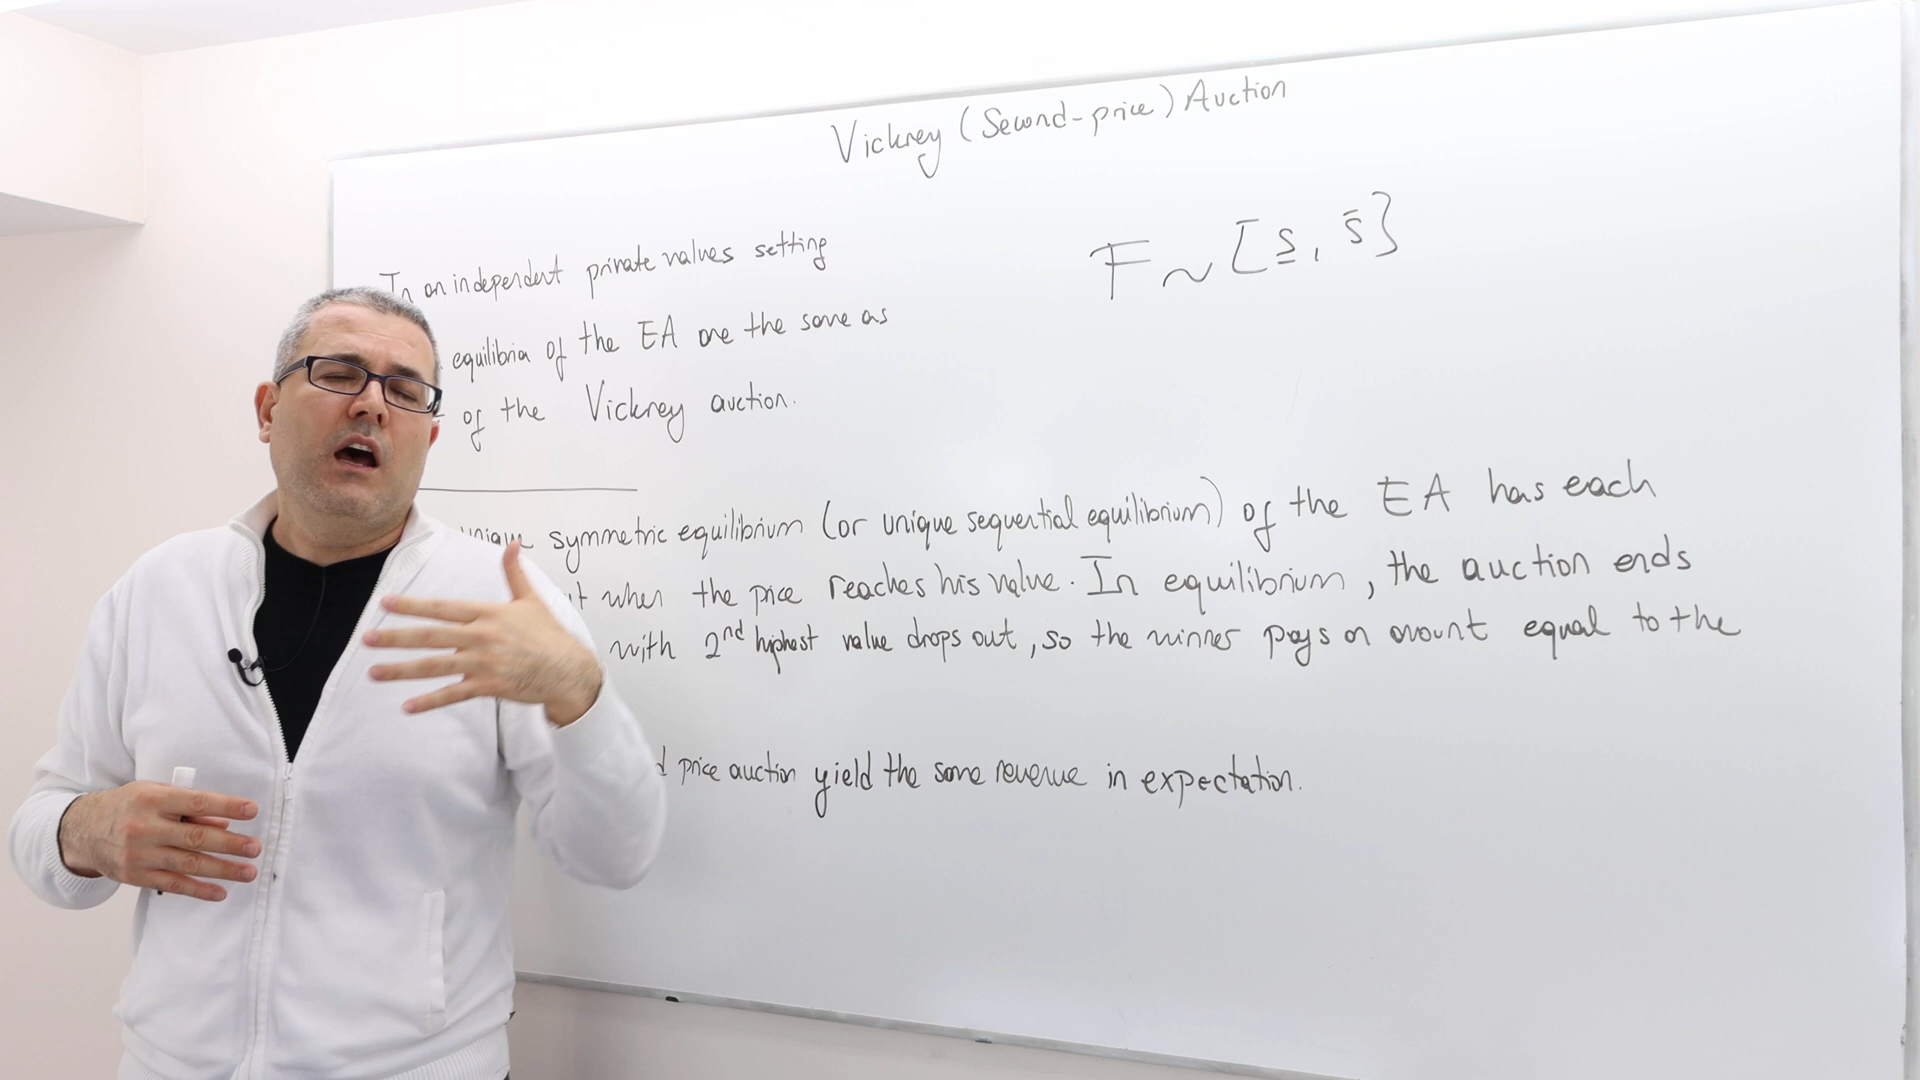 Vickrey (Second-price) Auction
In an independent private values setting
F ~ [s̲, s̄]
equilibria of the EA are the same as
of the Vickrey auction.
symmetric equilibrium (or unique sequential equilibrium) of the EA has each
when the price reaches his value. In equilibrium, the auction ends
with 2nd highest value drops out, so the winner pays an amount equal to the
price auction yield the same revenue in expectation.